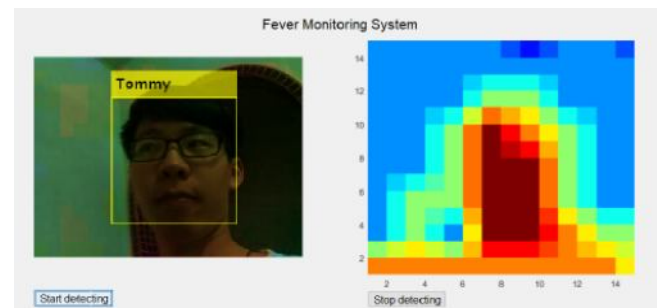 Fever Monitoring System
Tommy
14
12
10
8
6
4
2
2 4 6 8 10 12 14
Start detecting
Stop detecting